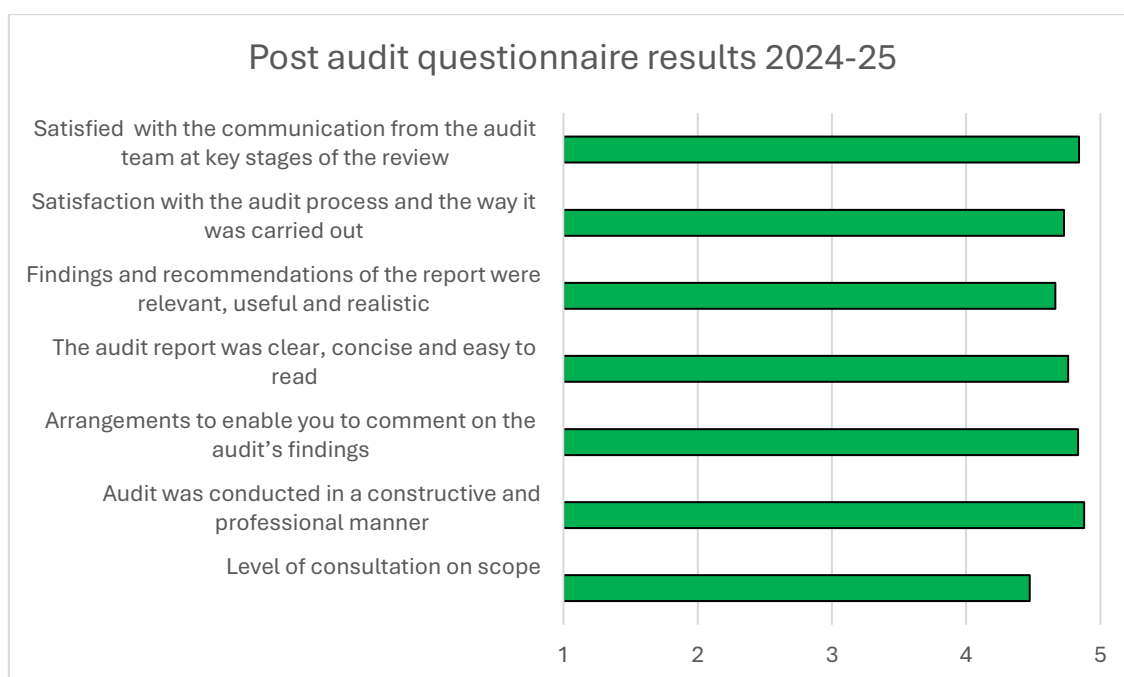 Post audit questionnaire results 2024-25
Satisfied  with the communication from the audit
team at key stages of the review
Satisfaction with the audit process and the way it
was carried out
Findings and recommendations of the report were
relevant, useful and realistic
The audit report was clear, concise and easy to
read
Arrangements to enable you to comment on the
audit’s findings
Audit was conducted in a constructive and
professional manner
Level of consultation on scope
1 2 3 4 5